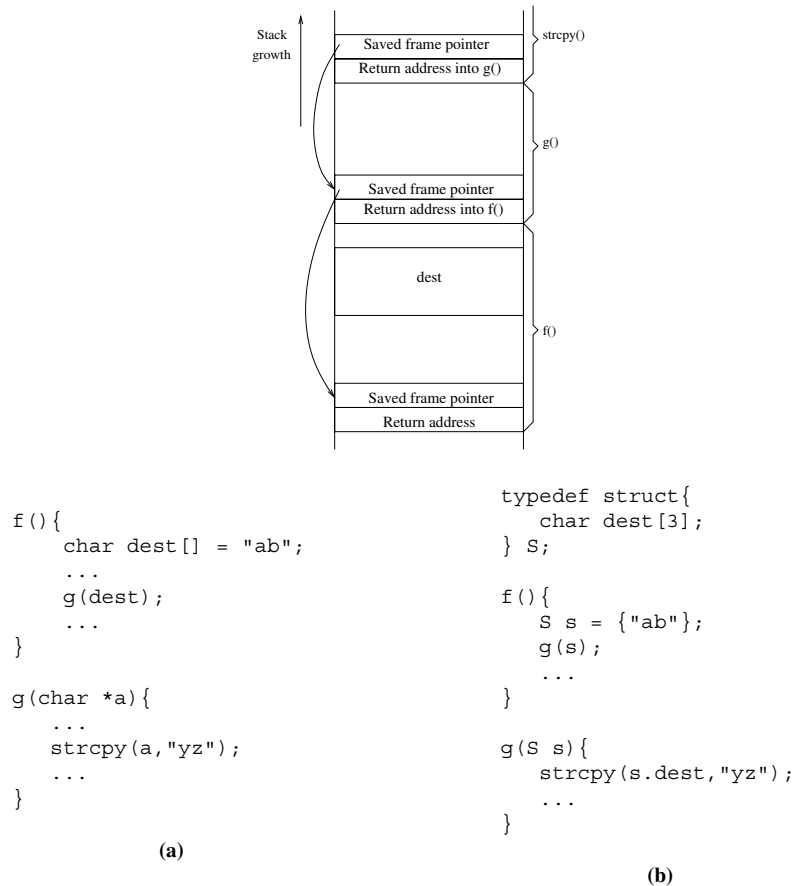 Stack
growth
Saved frame pointer
strcpy()
Return address into g()
g()
Saved frame pointer
Return address into f()
dest
f()
Saved frame pointer
Return address
f(){
    char dest[] = "ab";
    ...
    g(dest);
    ...
}
g(char *a){
   ...
   strcpy(a,"yz");
   ...
}
(a)
typedef struct{
   char dest[3];
} S;
f(){
   S s = {"ab"};
   g(s);
   ...
}
g(S s){
   strcpy(s.dest,"yz");
   ...
}
(b)